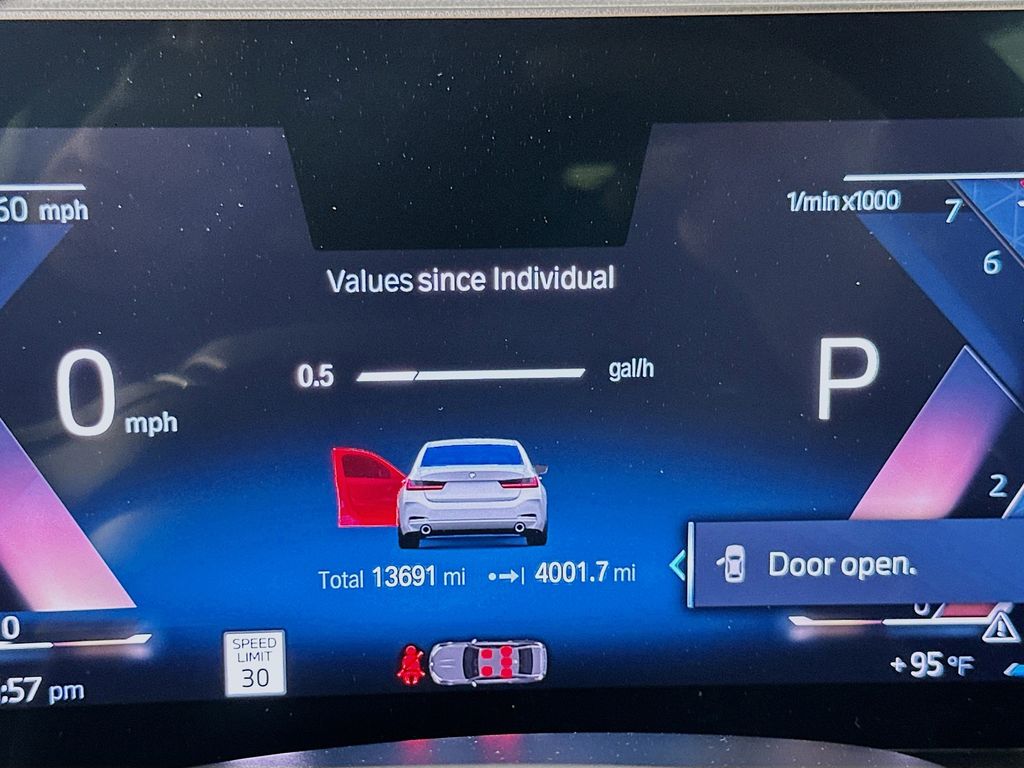 60 mph
1/min x1000
7
6
Values since Individual
0.5
gal/h
0 mph
P
2
Total 13691 mi
4001.7 mi
Door open.
0
0
SPEED
LIMIT
30
:57 pm
+95 °F